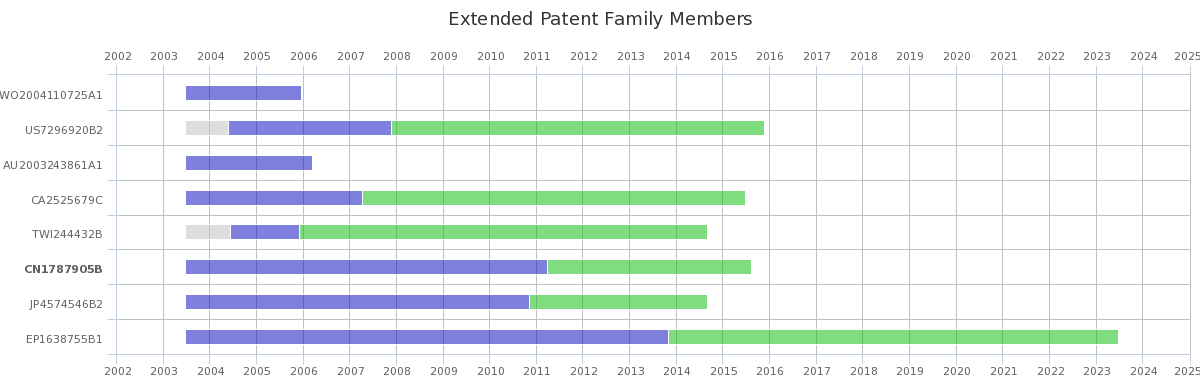 Extended Patent Family Members
2002 2003 2004 2005 2006 2007 2008 2009 2010 2011 2012 2013 2014 2015 2016 2017 2018 2019 2020 2021 2022 2023 2024 2025
WO2004110725A1
US7296920B2
AU2003243861A1
CA2525679C
TWI244432B
CN1787905B
JP4574546B2
EP1638755B1
2002 2003 2004 2005 2006 2007 2008 2009 2010 2011 2012 2013 2014 2015 2016 2017 2018 2019 2020 2021 2022 2023 2024 2025